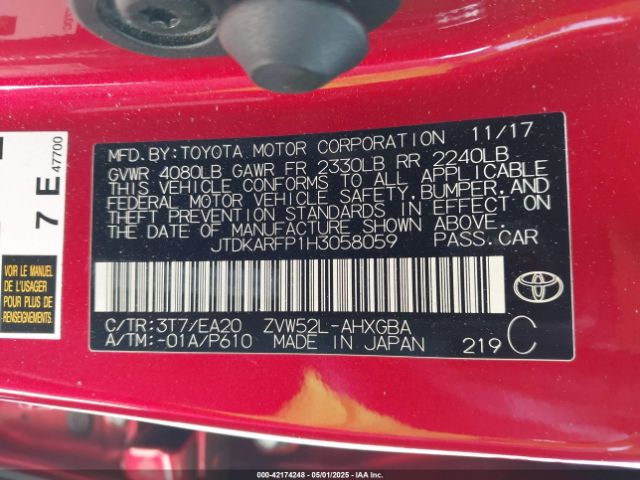 MFD.BY:TOYOTA MOTOR CORPORATION 11/17
GVWR 4080LB GAWR FR 2330LB RR 2240LB
THIS VEHICLE CONFORMS TO ALL APPLICABLE
FEDERAL MOTOR VEHICLE SAFETY, BUMPER, AND
THEFT PREVENTION STANDARDS IN EFFECT ON
THE DATE OF MANUFACTURE SHOWN ABOVE.
JTDKARFP1H3058059 PASS.CAR
C/TR:3T7/EA20 ZVW52L-AHXGBA
A/TM:-01A/P610 MADE IN JAPAN 219 C
TOYOTA
7 E 47700
VOIR LE MANUEL
DE L'USAGER
POUR PLUS DE
RENSEIGNEMENTS
000-42174248 - 05/01/2025 - IAA Holdings, LLC.